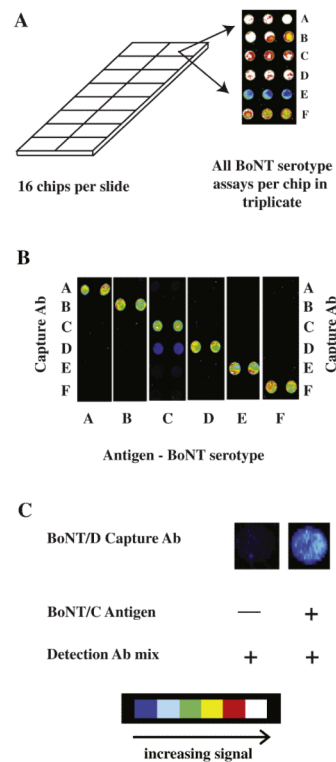 A
A
B
C
D
E
F
16 chips per slide
All BoNT serotype
assays per chip in
triplicate
B
Capture Ab
A
B
C
D
E
F
A
B
C
D
E
F
Capture Ab
A B C D E F
Antigen - BoNT serotype
C
BoNT/D Capture Ab
BoNT/C Antigen — +
Detection Ab mix + +
increasing signal